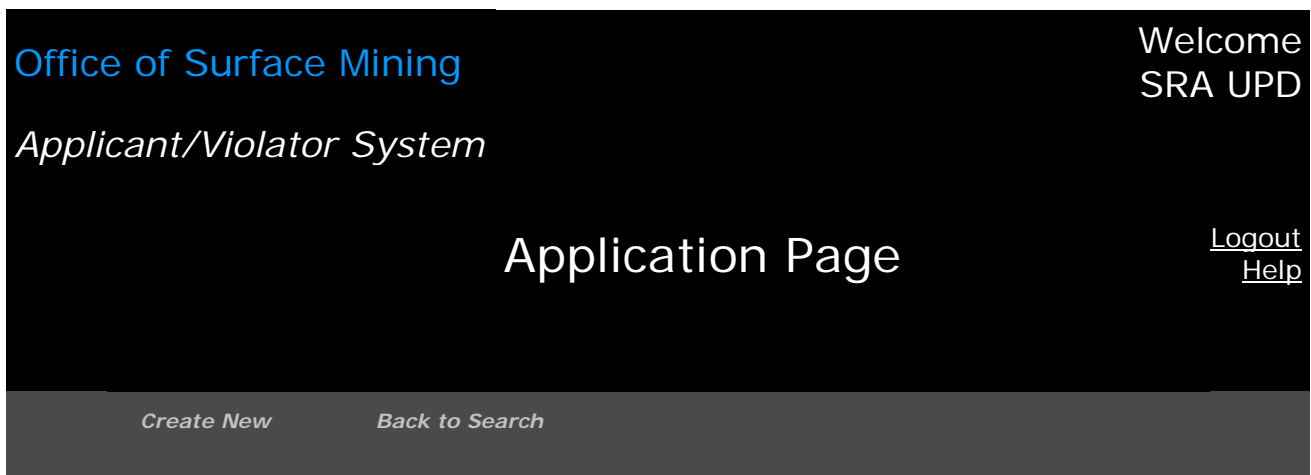 Office of Surface Mining
Welcome
SRA UPD
Applicant/Violator System
Application Page
Logout
Help
Create New Back to Search